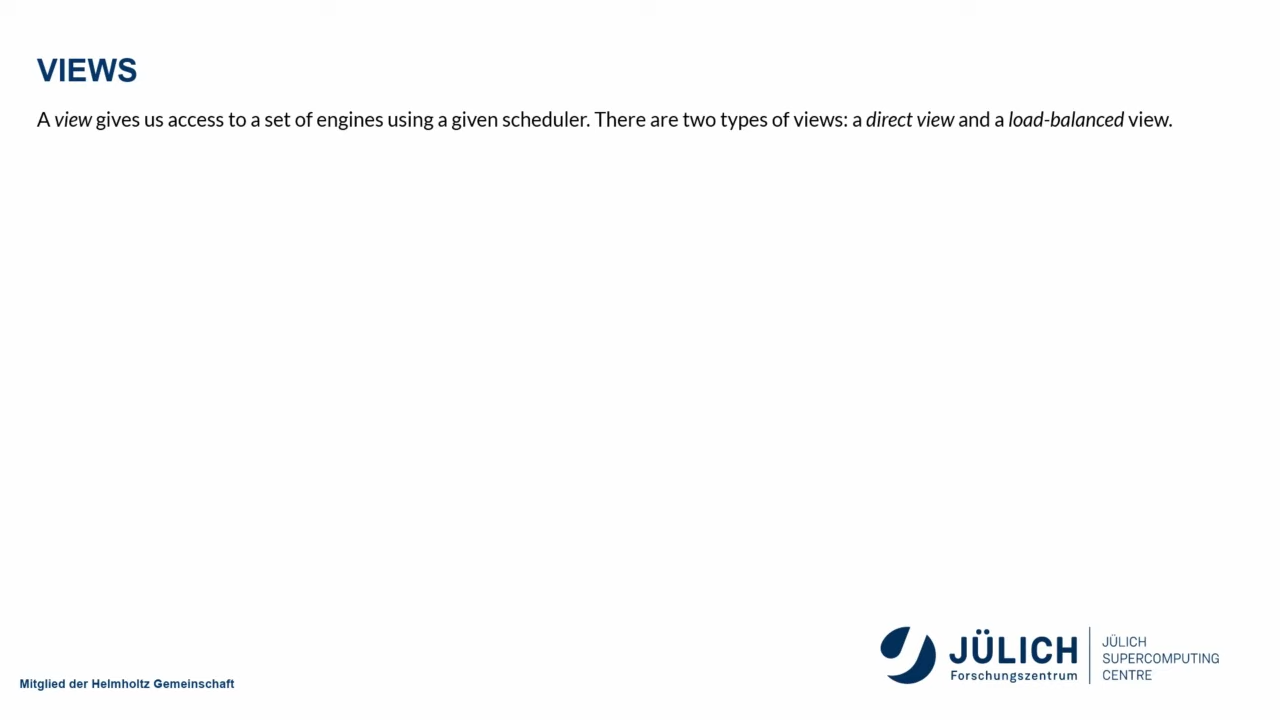 VIEWS
A view gives us access to a set of engines using a given scheduler. There are two types of views: a direct view and a load-balanced view.
JÜLICH
Forschungszentrum
JÜLICH
SUPERCOMPUTING
CENTRE
Mitglied der Helmholtz Gemeinschaft